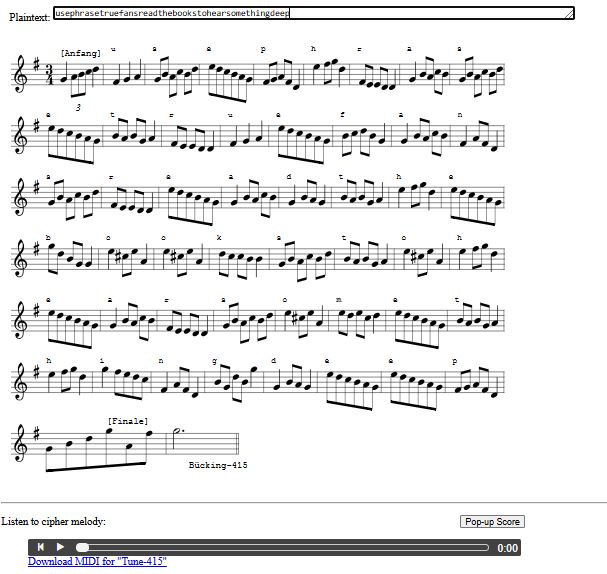 Plaintext: usephrasetruefansreadthebookstohearsomethingdeep
[Anfang] u s e p h r a s
3
4
3
e t r u e f a n
s r e a d t h e
b o o k s t o h
e a r s o m e t
h i n g d e e p
[Finale]
Bücking-415
Listen to cipher melody: Pop-up Score
0:00
Download MIDI for "Tune-415"